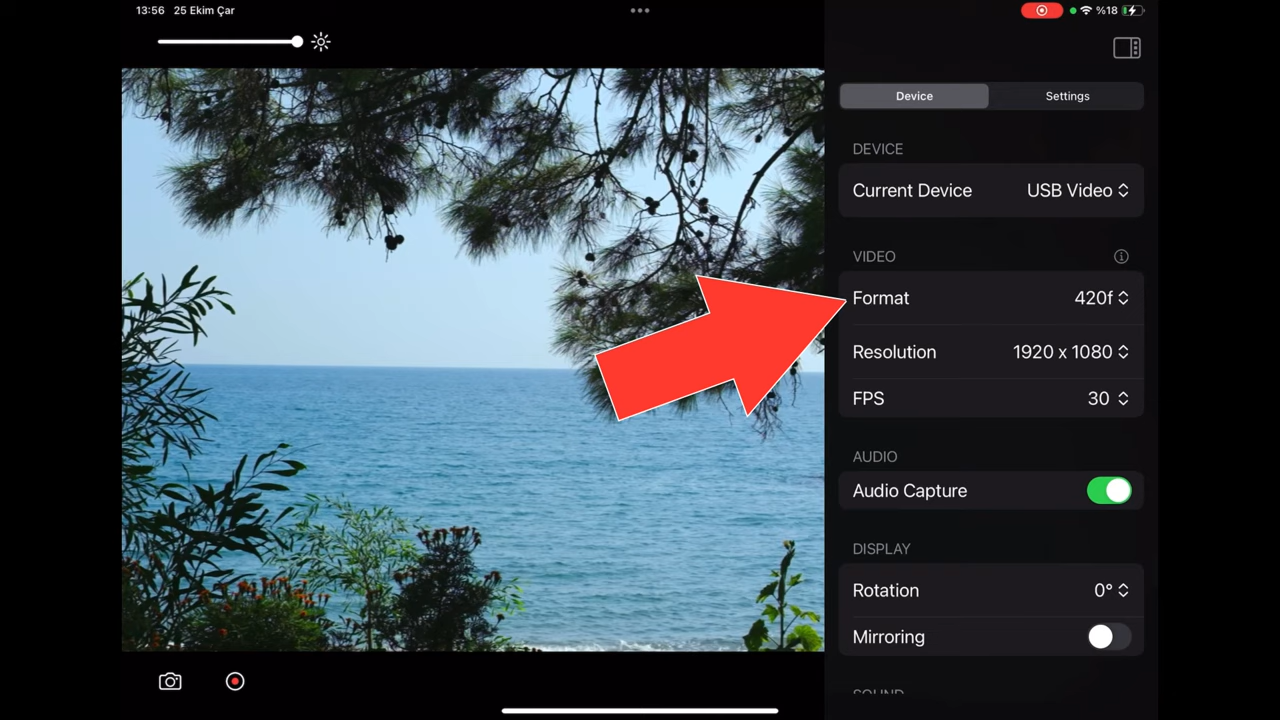 13:56 25 Ekim Çar
%18
Device Settings
DEVICE
Current Device USB Video
VIDEO
Format 420f
Resolution 1920 x 1080
FPS 30
AUDIO
Audio Capture
DISPLAY
Rotation 0°
Mirroring
SOUND